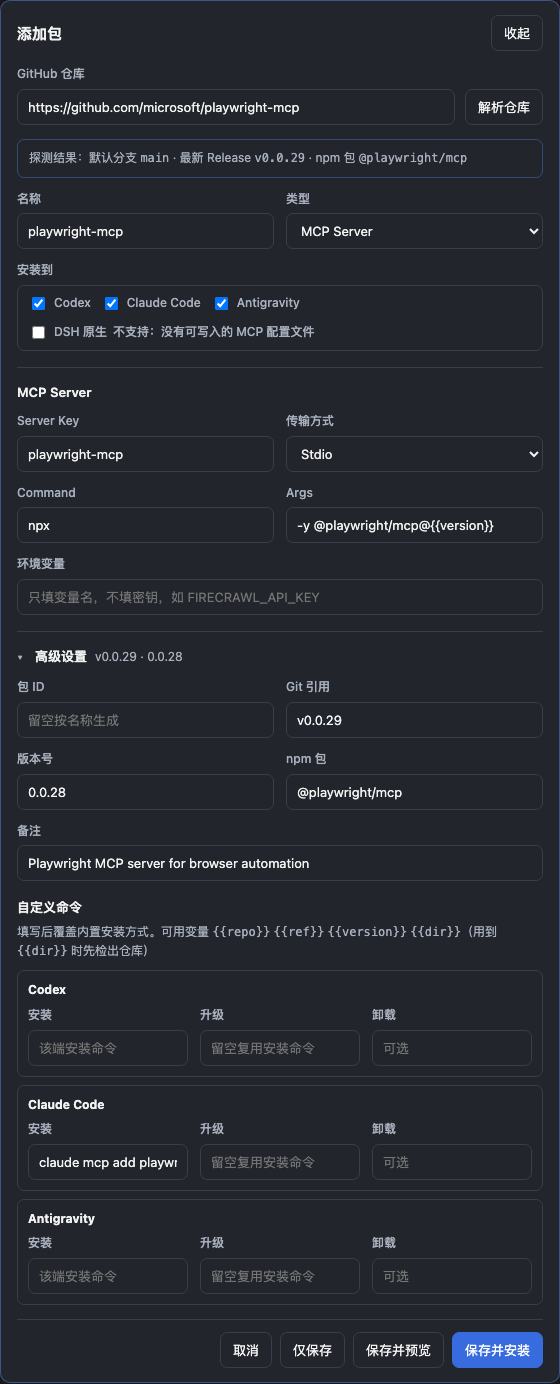 添加包
收起
GitHub 仓库
https://github.com/microsoft/playwright-mcp
解析仓库
探测结果：默认分支 main · 最新 Release v0.0.29 · npm 包 @playwright/mcp
名称
类型
playwright-mcp
MCP Server
安装到
Codex
Claude Code
Antigravity
DSH 原生 不支持：没有可写入的 MCP 配置文件
MCP Server
Server Key
传输方式
playwright-mcp
Stdio
Command
Args
npx
-y @playwright/mcp@{{version}}
环境变量
只填变量名，不填密钥，如 FIRECRAWL_API_KEY
高级设置 v0.0.29 · 0.0.28
包 ID
Git 引用
留空按名称生成
v0.0.29
版本号
npm 包
0.0.28
@playwright/mcp
备注
Playwright MCP server for browser automation
自定义命令
填写后覆盖内置安装方式。可用变量 {{repo}} {{ref}} {{version}} {{dir}}（用到
{{dir}} 时先检出仓库）
Codex
安装
升级
卸载
该端安装命令
留空复用安装命令
可选
Claude Code
安装
升级
卸载
claude mcp add playwr
留空复用安装命令
可选
Antigravity
安装
升级
卸载
该端安装命令
留空复用安装命令
可选
取消
仅保存
保存并预览
保存并安装